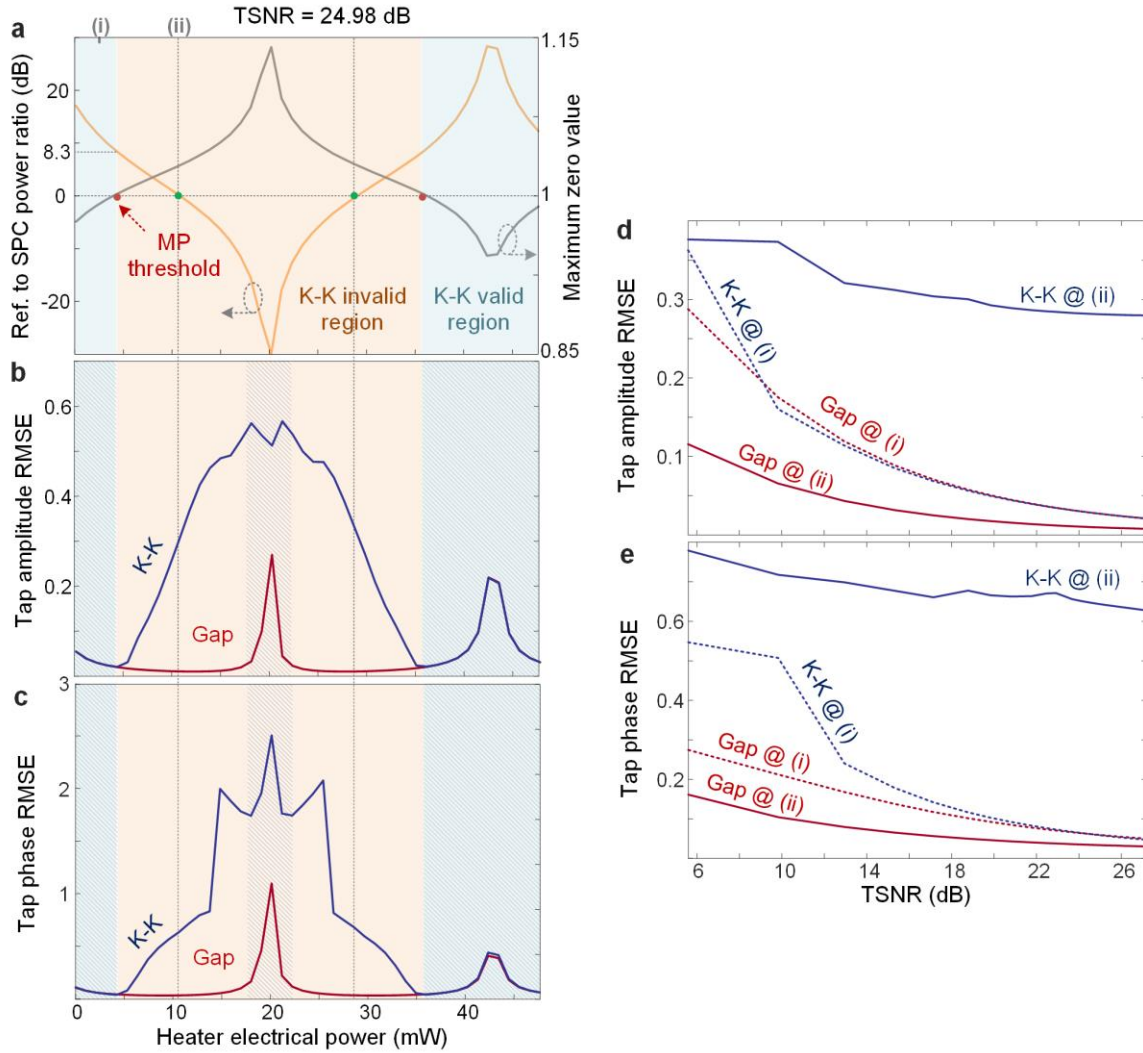 TSNR = 24.98 dB
a
(i)
(ii)
Ref. to SPC power ratio (dB)
20
8.3
0
-20
1.15
1
0.85
Maximum zero value
MP
threshold
K-K invalid
region
K-K valid
region
b
Tap amplitude RMSE
0.6
0.4
0.2
K-K
Gap
c
Tap phase RMSE
3
2
1
K-K
Gap
0
10
20
30
40
Heater electrical power (mW)
d
Tap amplitude RMSE
0.3
0.2
0.1
K-K @ (ii)
K-K @ (i)
Gap @ (i)
Gap @ (ii)
e
Tap phase RMSE
0.6
0.4
0.2
K-K @ (ii)
K-K @ (i)
Gap @ (i)
Gap @ (ii)
6
10
14
18
22
26
TSNR (dB)